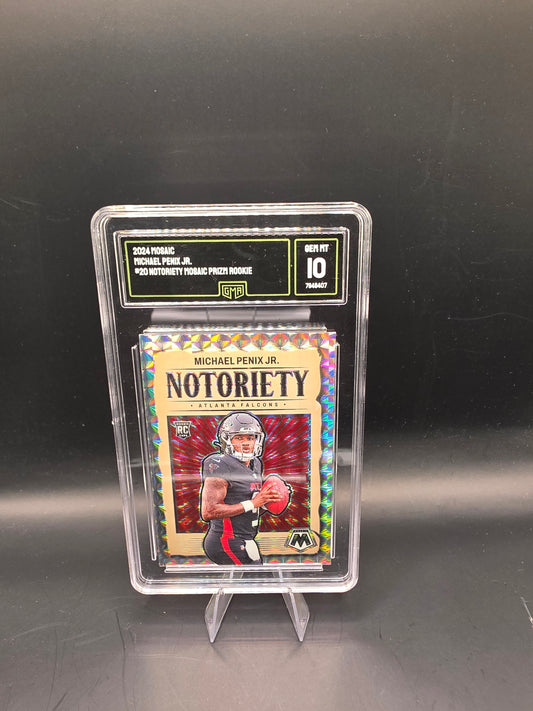 2024 MOSAIC
MICHAEL PENIX JR.
#20 NOTORIETY MOSAIC PRIZM ROOKIE
GEM MT
10
7948407
GMA
MICHAEL PENIX JR.
NOTORIETY
• ATLANTA FALCONS •
RC
M